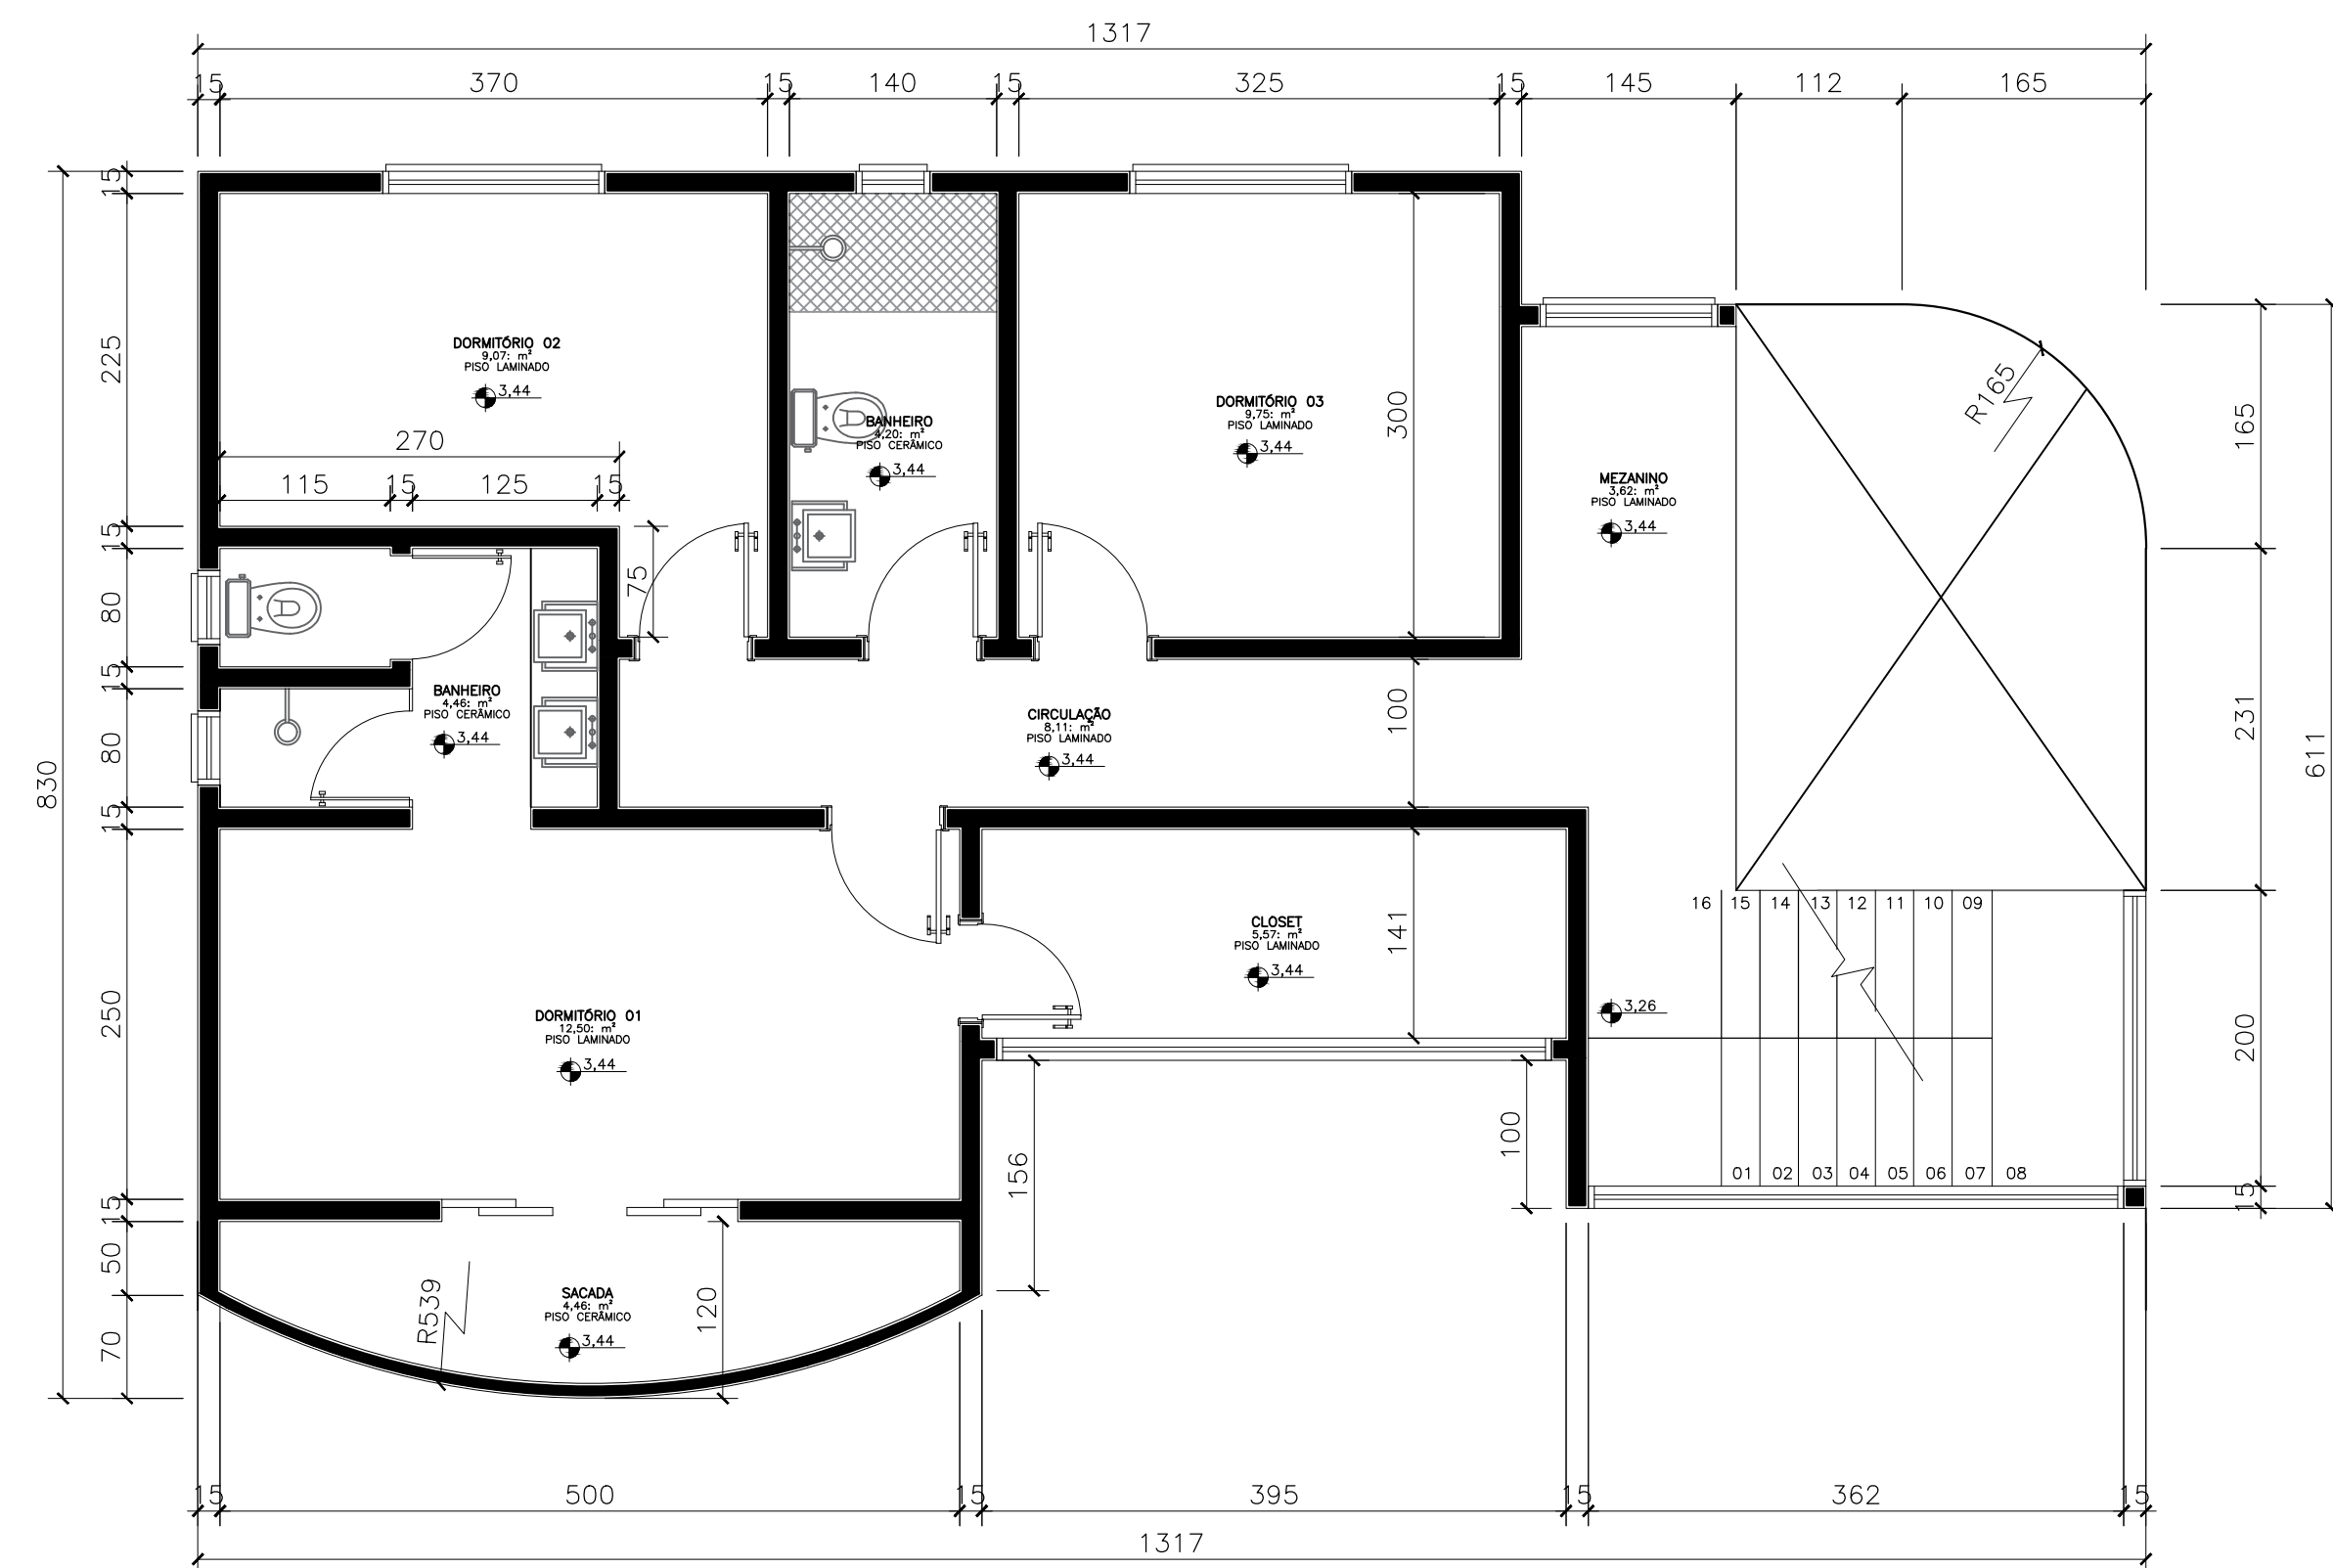 1317
15 370 15 140 15 325 15 145 112 165
15
225
15
80
15
80
15
250
15
50
70
830
DORMITÓRIO 02
9,07: m²
PISO LAMINADO
3,44
270
115 15 125 15
75
BANHEIRO
4,20: m²
PISO CERÂMICO
3,44
DORMITÓRIO 03
9,75: m²
PISO LAMINADO
3,44
300
MEZANINO
3,62: m²
PISO LAMINADO
3,44
R165
165
231
200
15
611
BANHEIRO
4,46: m²
PISO CERÂMICO
3,44
CIRCULAÇÃO
8,11: m²
PISO LAMINADO
3,44
100
CLOSET
5,57: m²
PISO LAMINADO
3,44
141
16 15 14 13 12 11 10 09
3,26
01 02 03 04 05 06 07 08
DORMITÓRIO 01
12,50: m²
PISO LAMINADO
3,44
156
100
SACADA
4,46: m²
PISO CERÂMICO
3,44
R539
120
15 500 15 395 15 362 15
1317